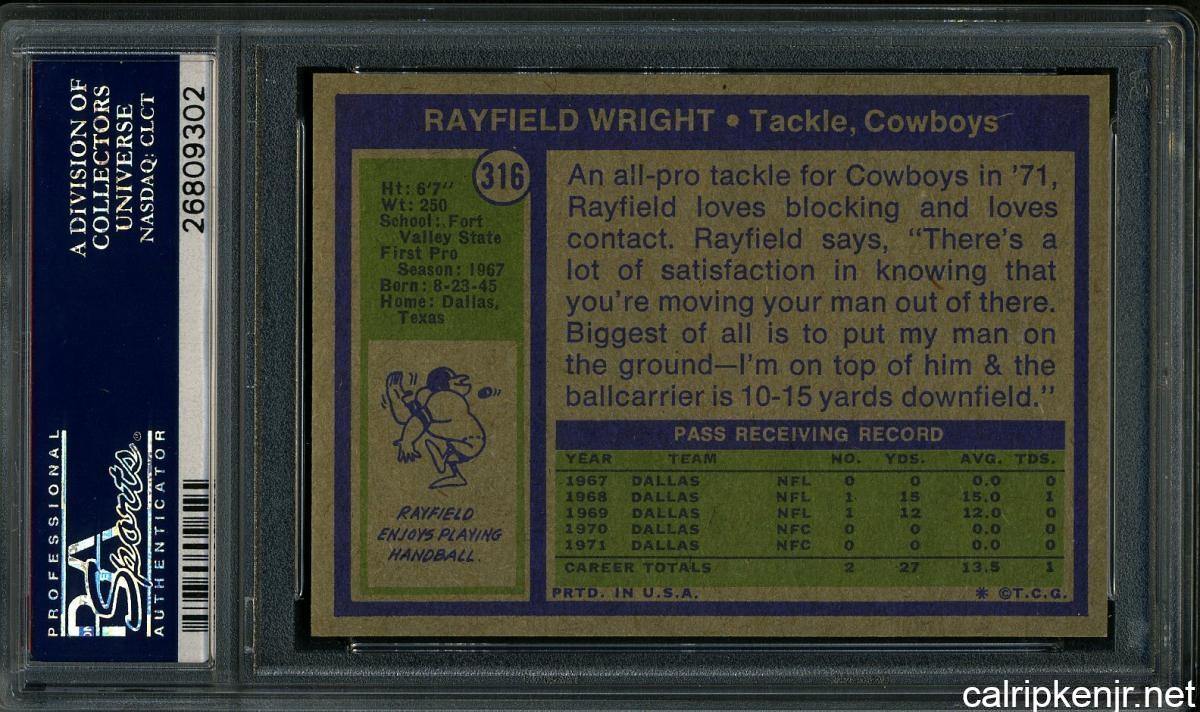 A DIVISION OF
COLLECTORS
UNIVERSE
NASDAQ: CLCT
26809302
PROFESSIONAL
PSA
Sports
AUTHENTICATOR
RAYFIELD WRIGHT • Tackle, Cowboys
316
Ht: 6'7"
Wt: 250
School: Fort
Valley State
First Pro
Season: 1967
Born: 8-23-45
Home: Dallas,
Texas
RAYFIELD
ENJOYS PLAYING
HANDBALL.
An all-pro tackle for Cowboys in '71,
Rayfield loves blocking and loves
contact. Rayfield says, "There's a
lot of satisfaction in knowing that
you're moving your man out of there.
Biggest of all is to put my man on
the ground—I'm on top of him & the
ballcarrier is 10-15 yards downfield."
PASS RECEIVING RECORD
YEAR TEAM NO. YDS. AVG. TDS.
1967 DALLAS NFL 0 0 0.0 0
1968 DALLAS NFL 1 15 15.0 1
1969 DALLAS NFL 1 12 12.0 0
1970 DALLAS NFC 0 0 0.0 0
1971 DALLAS NFC 0 0 0.0 0
CAREER TOTALS 2 27 13.5 1
PRTD. IN U.S.A. * ©T.C.G.
calripkenjr.net